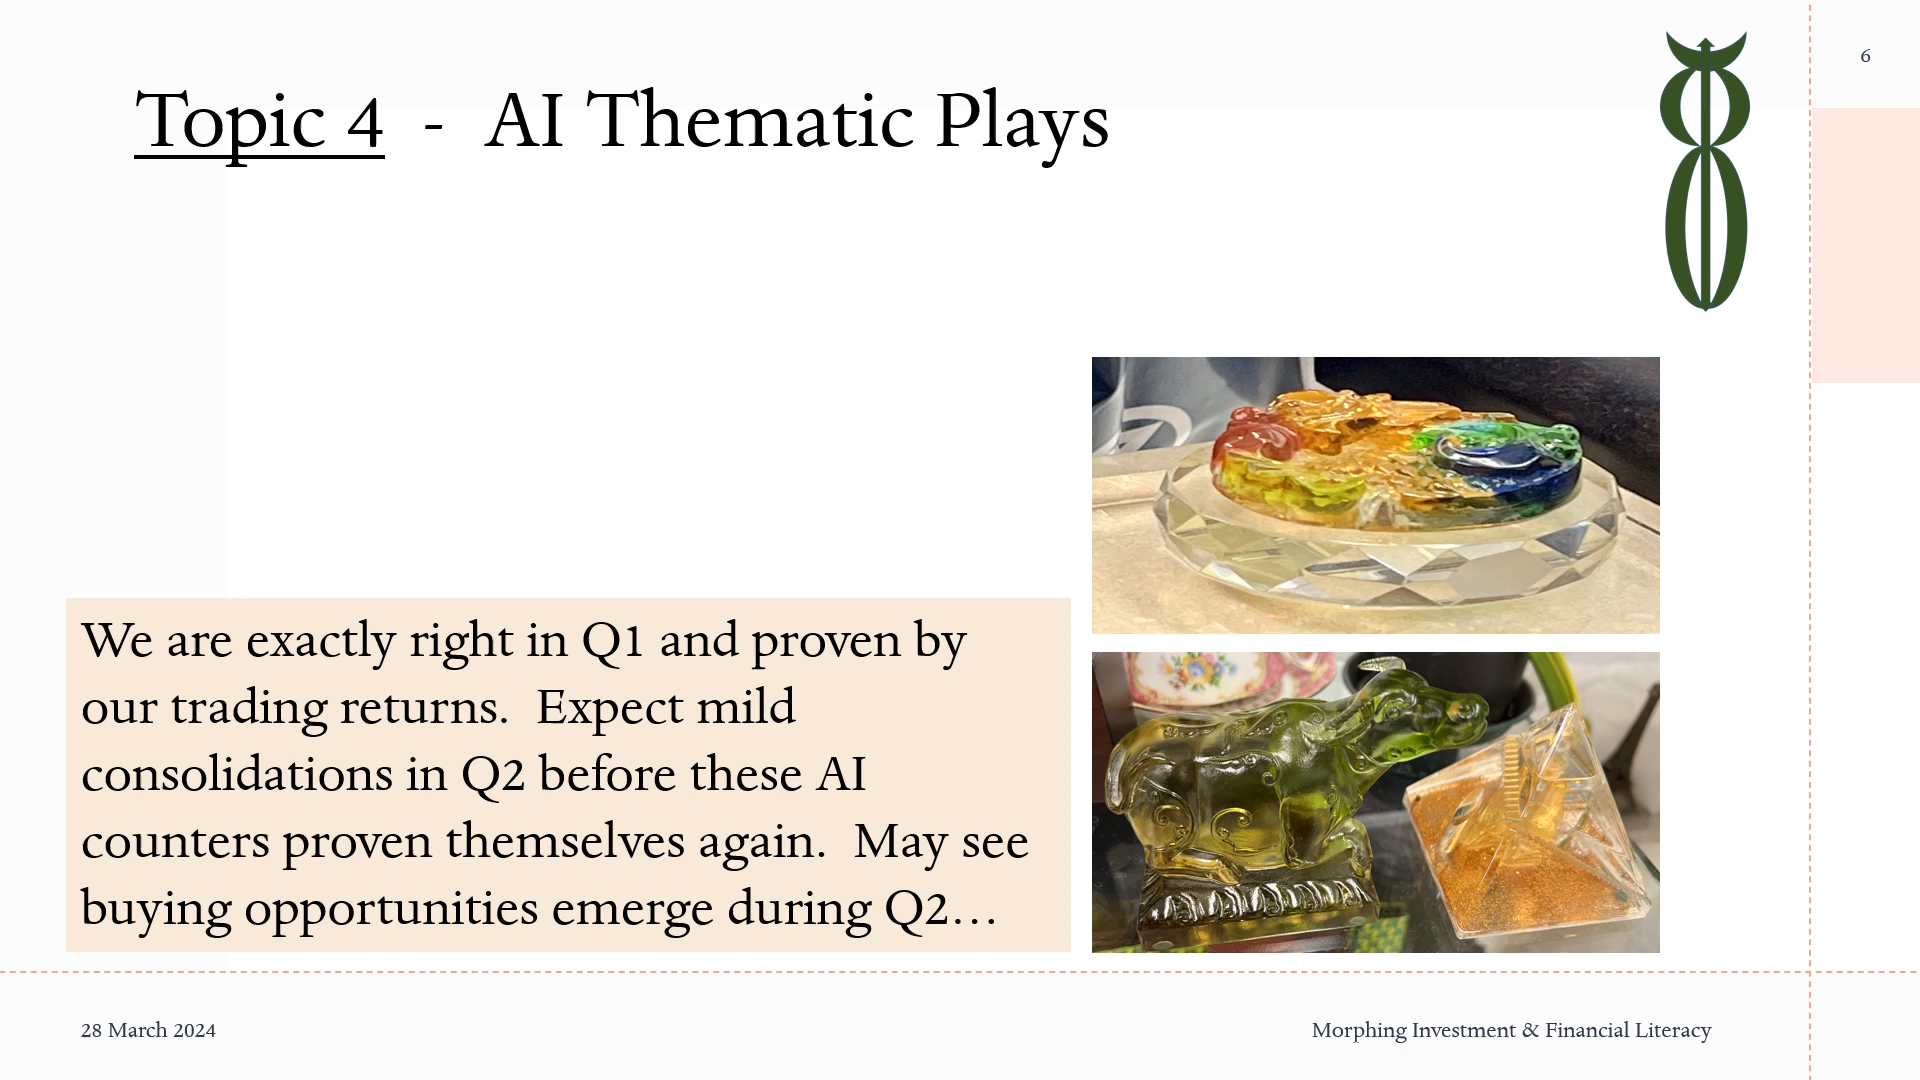 6
Topic 4 - AI Thematic Plays
We are exactly right in Q1 and proven by
our trading returns.  Expect mild
consolidations in Q2 before these AI
counters proven themselves again.  May see
buying opportunities emerge during Q2…
28 March 2024
Morphing Investment & Financial Literacy